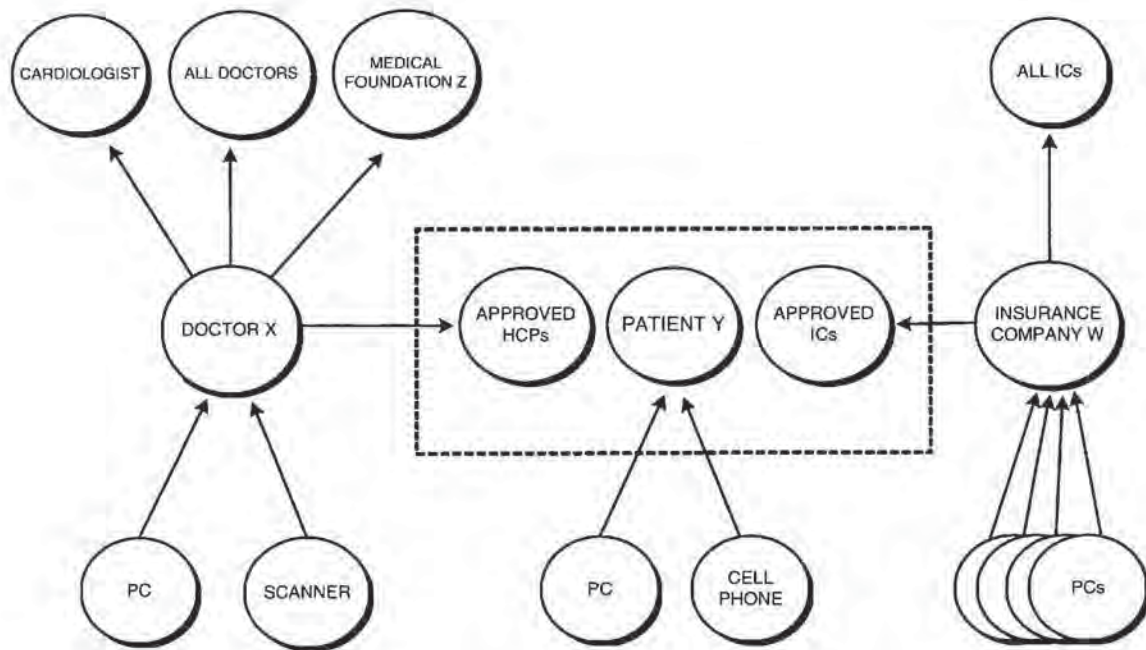 CARDIOLOGIST
ALL DOCTORS
MEDICAL
FOUNDATION Z
ALL ICs
DOCTOR X
APPROVED
HCPs
PATIENT Y
APPROVED
ICs
INSURANCE
COMPANY W
PC
SCANNER
PC
CELL
PHONE
PCs